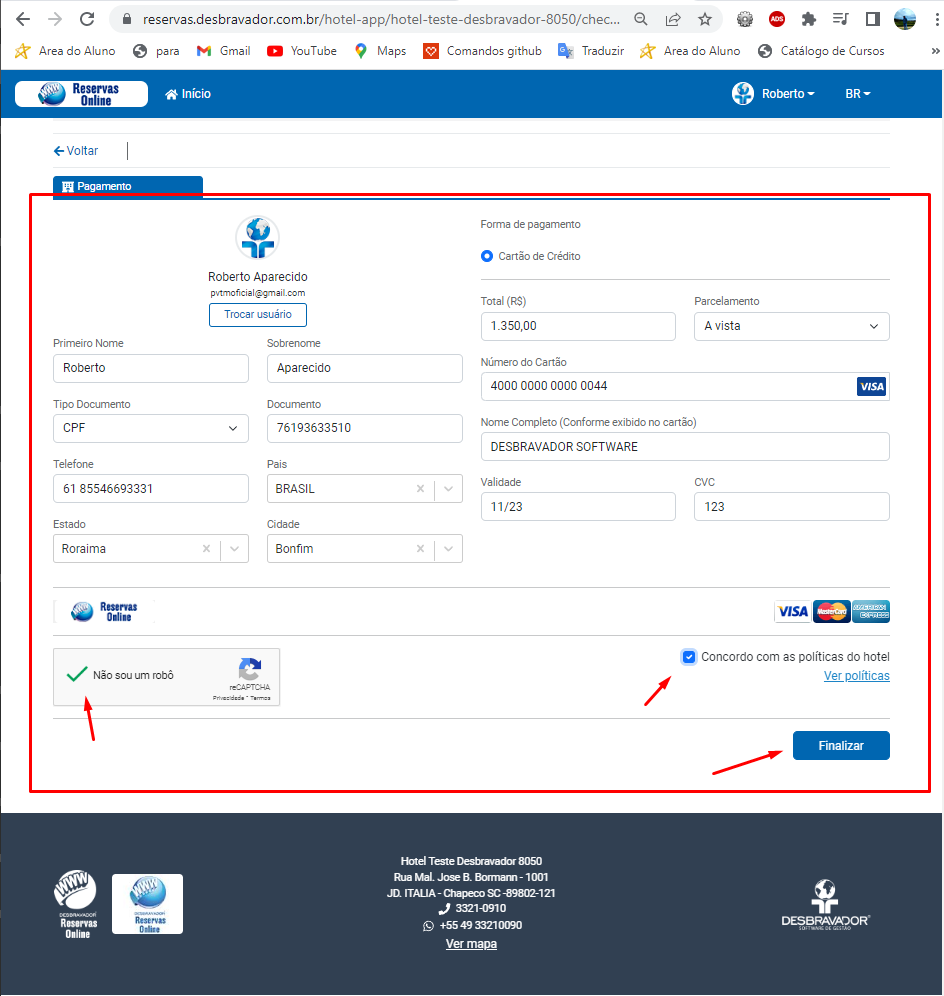 reservas.desbravador.com.br/hotel-app/hotel-teste-desbravador-8050/chec...
ADS
Area do Aluno
para
Gmail
YouTube
Maps
Comandos github
Traduzir
Area do Aluno
Catálogo de Cursos
»
WWW
Reservas
Online
Início
Roberto
BR
Voltar
Pagamento
Roberto Aparecido
pvtmoficial@gmail.com
Trocar usuário
Primeiro Nome
Sobrenome
Roberto
Aparecido
Tipo Documento
Documento
CPF
76193633510
Telefone
Pais
61 85546693331
BRASIL
Estado
Cidade
Roraima
Bonfim
Forma de pagamento
Cartão de Crédito
Total (R$)
Parcelamento
1.350,00
A vista
Número do Cartão
4000 0000 0000 0044
VISA
Nome Completo (Conforme exibido no cartão)
DESBRAVADOR SOFTWARE
Validade
CVC
11/23
123
WWW
Reservas
Online
VISA
MasterCard
AMERICAN
EXPRESS
Não sou um robô
reCAPTCHA
Privacidade - Termos
Concordo com as políticas do hotel
Ver políticas
Finalizar
WWW
DESBRAVADOR
Reservas
Online
WWW
DESBRAVADOR
Reservas
Online
Hotel Teste Desbravador 8050
Rua Mal. Jose B. Bormann - 1001
JD. ITALIA - Chapeco SC -89802-121
3321-0910
+55 49 33210090
Ver mapa
DESBRAVADOR
SOFTWARE DE GESTÃO